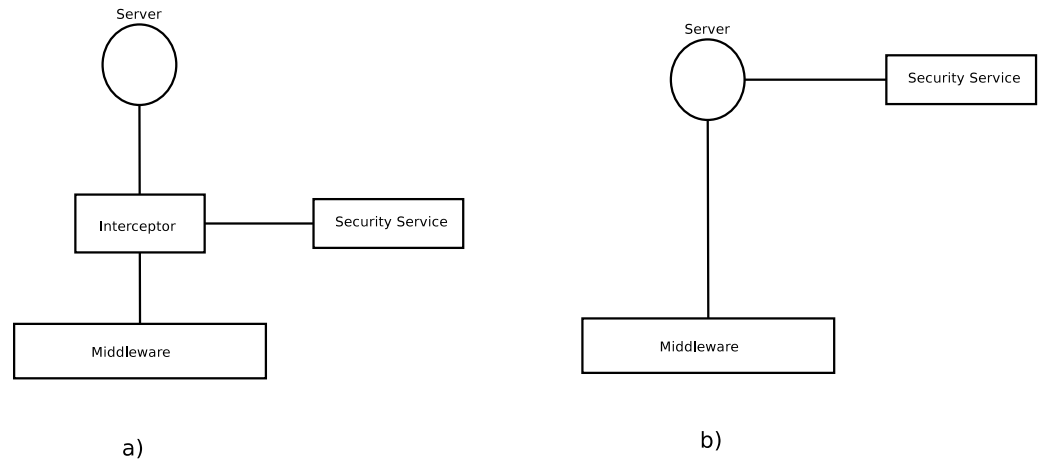 Server
Interceptor
Security Service
Middleware
a)
Server
Security Service
Middleware
b)